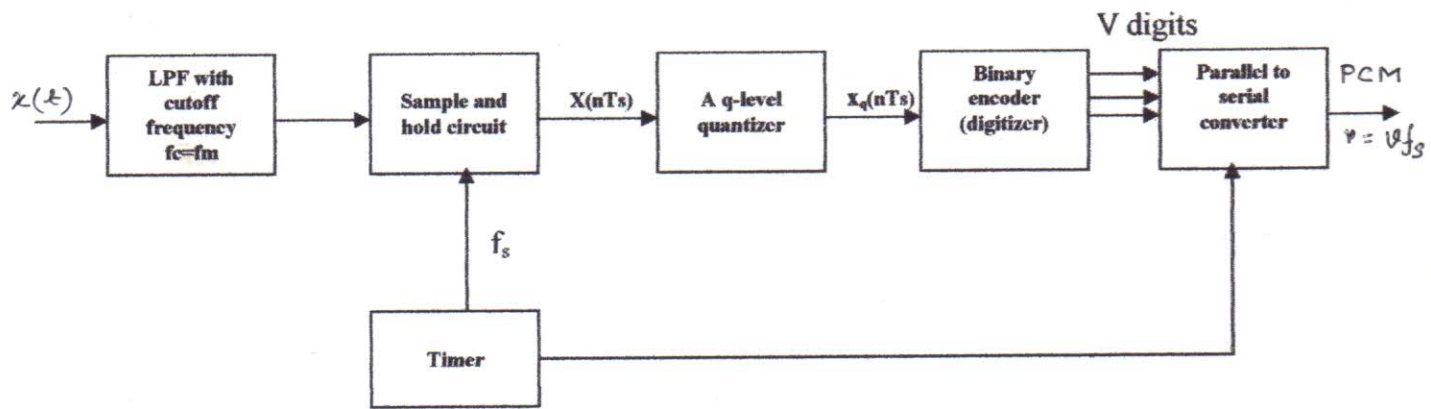 V digits
x(t)
LPF with
cutoff
frequency
fc=fm
Sample and
hold circuit
X(nTs)
A q-level
quantizer
xq(nTs)
Binary
encoder
(digitizer)
Parallel to
serial
converter
PCM
r = vfs
fs
Timer